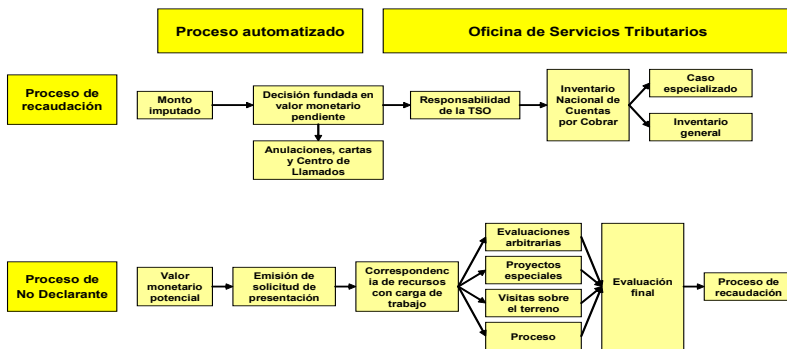 Proceso automatizado
Oficina de Servicios Tributarios
Proceso de
recaudación
Monto
imputado
Decisión fundada en
valor monetario
pendiente
Anulaciones, cartas
y Centro de
Llamados
Responsabilidad
de la TSO
Inventario
Nacional de
Cuentas
por Cobrar
Caso
especializado
Inventario
general
Proceso de
No Declarante
Valor
monetario
potencial
Emisión de
solicitud de
presentación
Correspondenc
ia de recursos
con carga de
trabajo
Evaluaciones
arbitrarias
Proyectos
especiales
Visitas sobre
el terreno
Proceso
Evaluación
final
Proceso de
recaudación